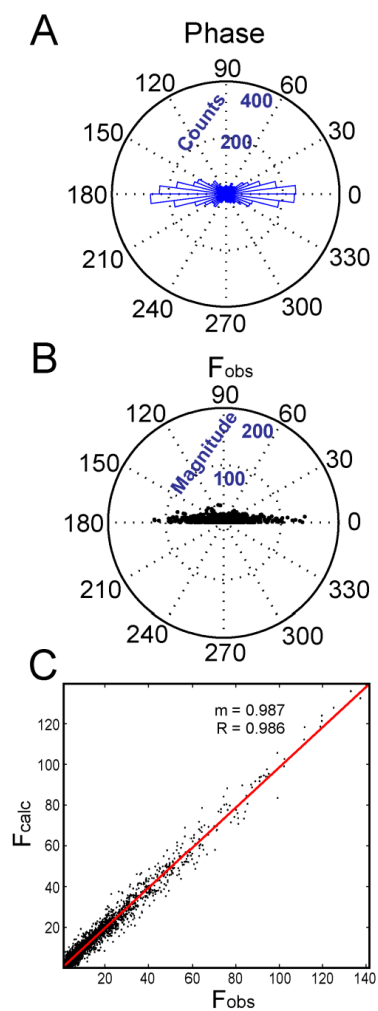 A
Phase
90
120
60
400
Counts
150
30
200
180
0
210
330
240
300
270
B
Fobs
90
120
60
200
Magnitude
150
30
100
180
0
210
330
240
300
270
C
m = 0.987
R = 0.986
120
100
80
60
40
20
Fcalc
20 40 60 80 100 120 140
Fobs